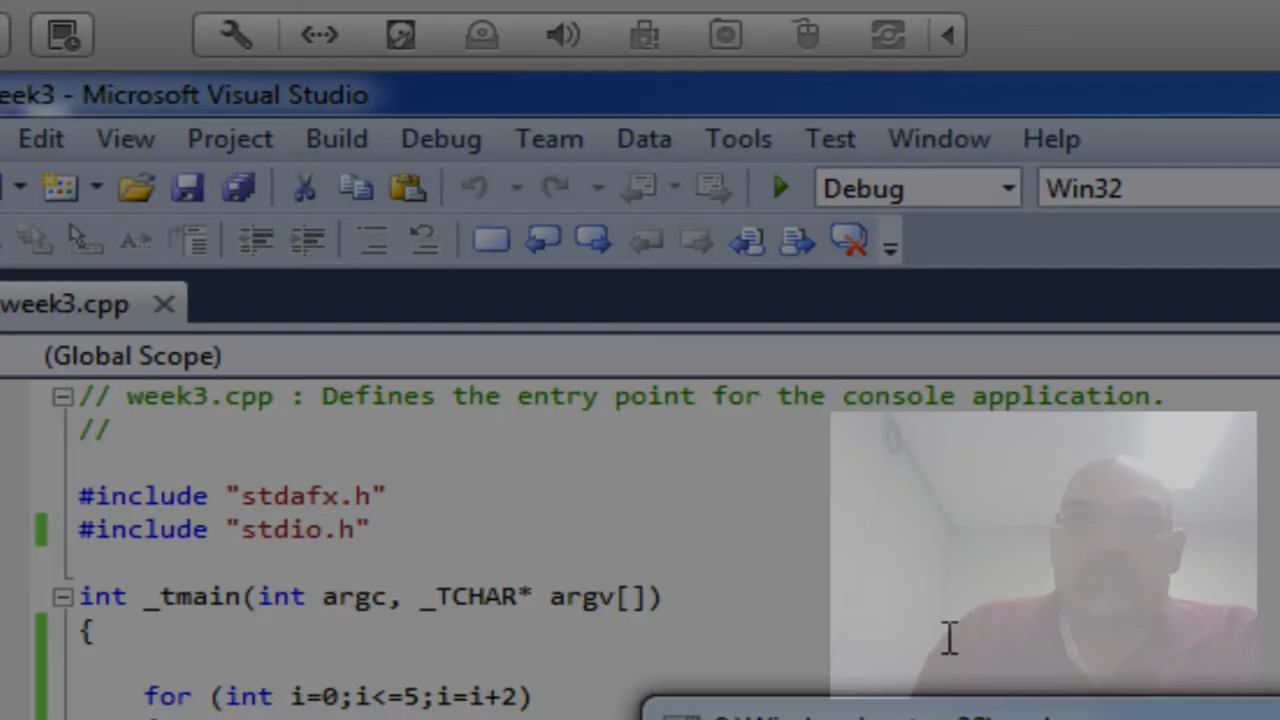 eek3 - Microsoft Visual Studio
Edit View Project Build Debug Team Data Tools Test Window Help
Debug Win32
week3.cpp
(Global Scope)
// week3.cpp : Defines the entry point for the console application.
//
#include "stdafx.h"
#include "stdio.h"
int _tmain(int argc, _TCHAR* argv[])
{
for (int i=0;i<=5;i=i+2)